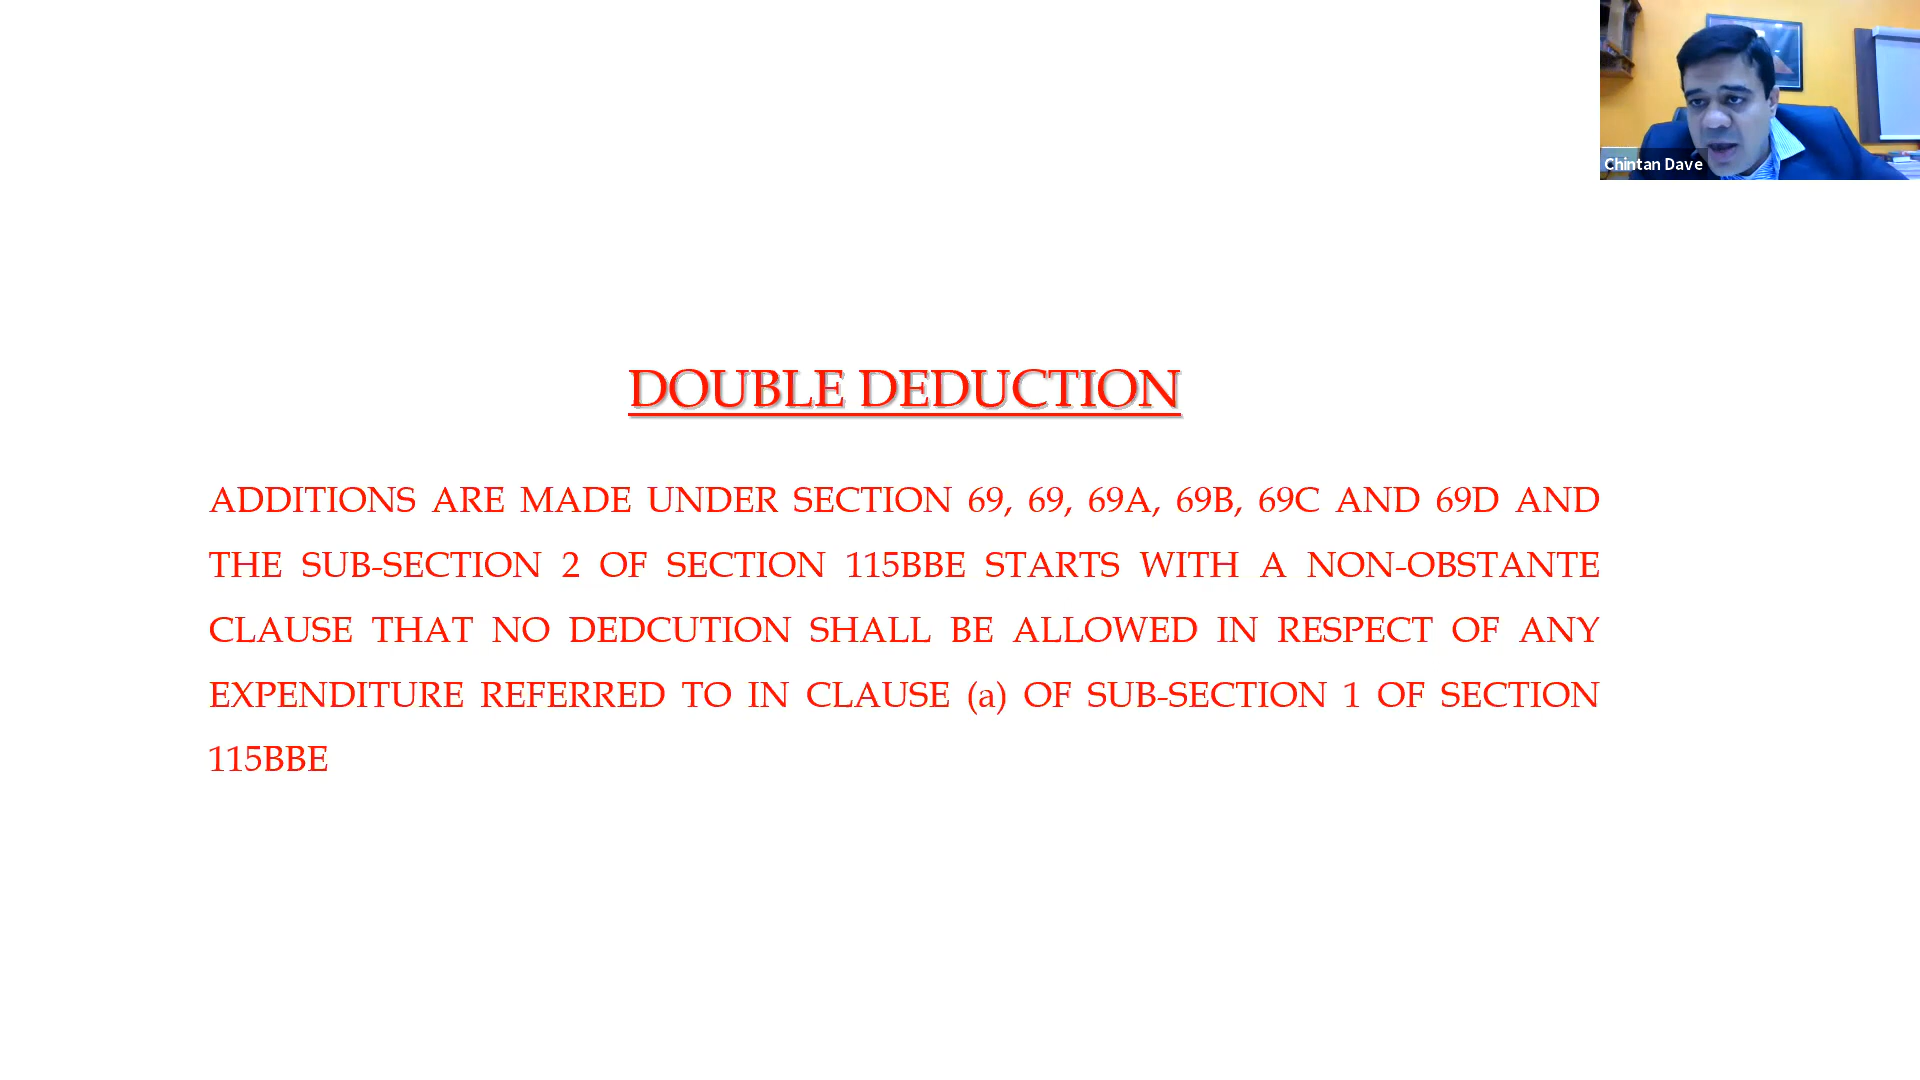 Chintan Dave
DOUBLE DEDUCTION
ADDITIONS ARE MADE UNDER SECTION 69, 69, 69A, 69B, 69C AND 69D AND
THE SUB-SECTION 2 OF SECTION 115BBE STARTS WITH A NON-OBSTANTE
CLAUSE THAT NO DEDCUTION SHALL BE ALLOWED IN RESPECT OF ANY
EXPENDITURE REFERRED TO IN CLAUSE (a) OF SUB-SECTION 1 OF SECTION
115BBE